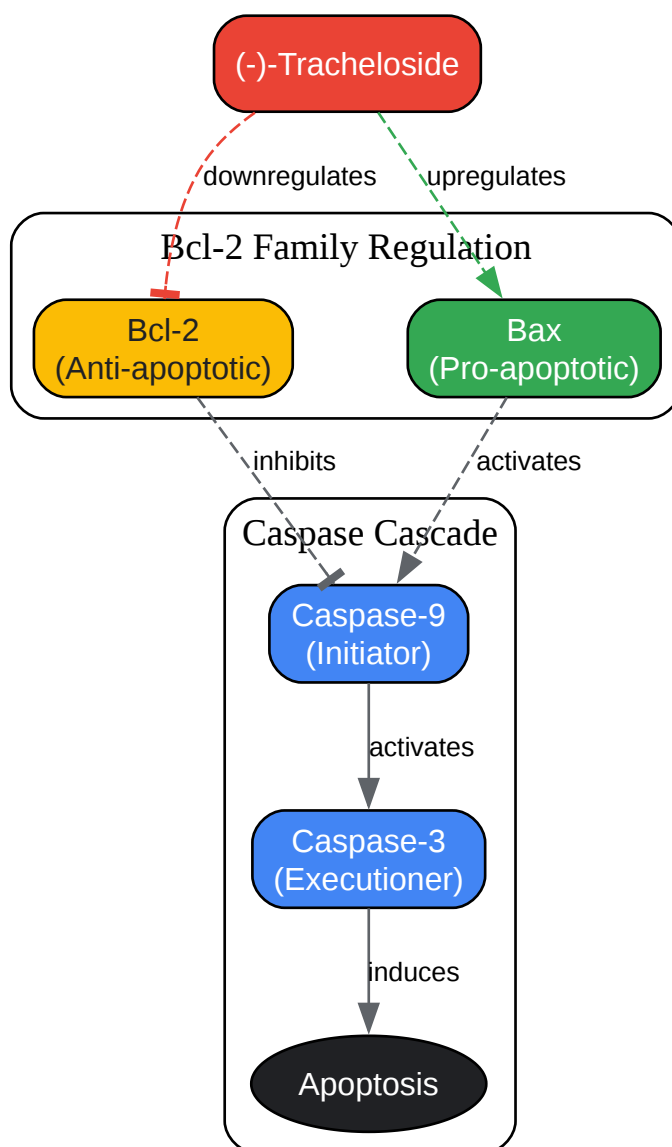 (-)-Tracheloside
downregulates
upregulates
Bcl-2 Family Regulation
Bcl-2
(Anti-apoptotic)
Bax
(Pro-apoptotic)
inhibits
activates
Caspase Cascade
Caspase-9
(Initiator)
activates
Caspase-3
(Executioner)
induces
Apoptosis